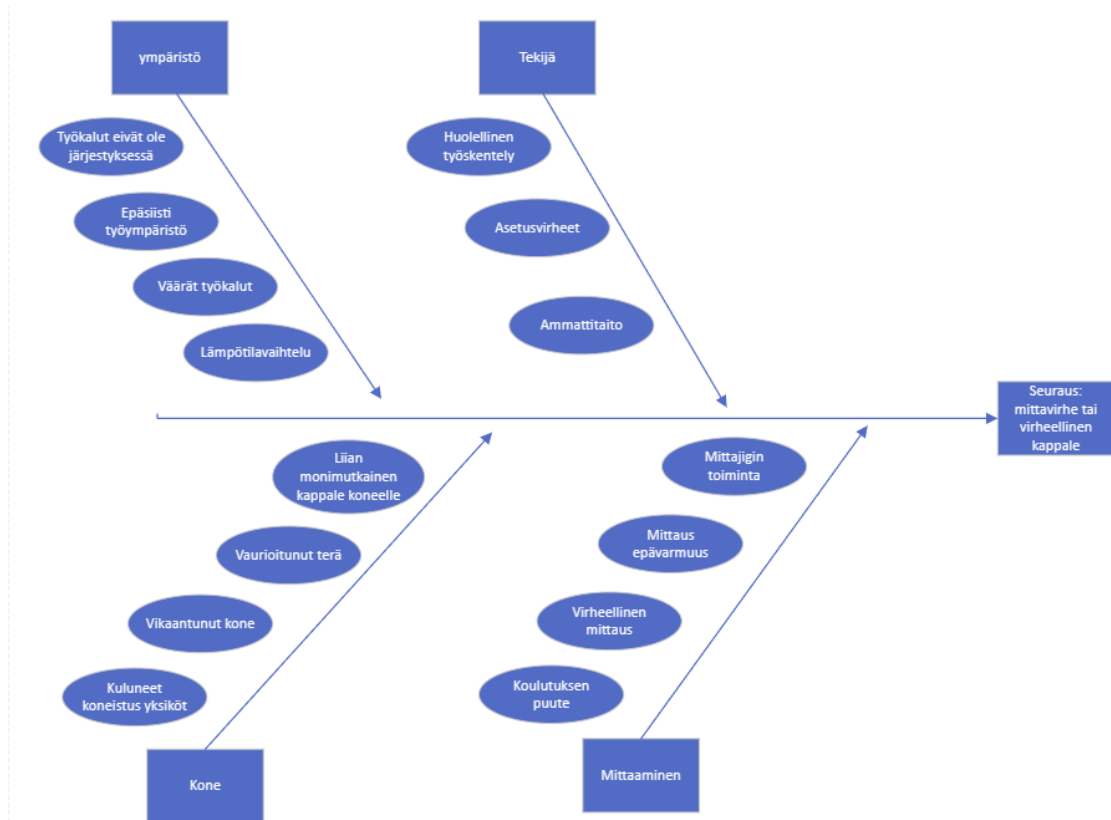 ympäristö
Tekijä
Työkalut eivät ole
järjestyksessä
Huolellinen
työskentely
Epäsiisti
työympäristö
Asetusvirheet
Väärät työkalut
Ammattitaito
Lämpötilavaihtelu
Seuraus:
mittavirhe tai
virheellinen
kappale
Liian
monimutkainen
kappale koneelle
Mittajigin
toiminta
Vaurioitunut terä
Mittaus
epävarmuus
Vikaantunut kone
Virheellinen
mittaus
Kuluneet
koneistus yksiköt
Koulutuksen
puute
Kone
Mittaaminen